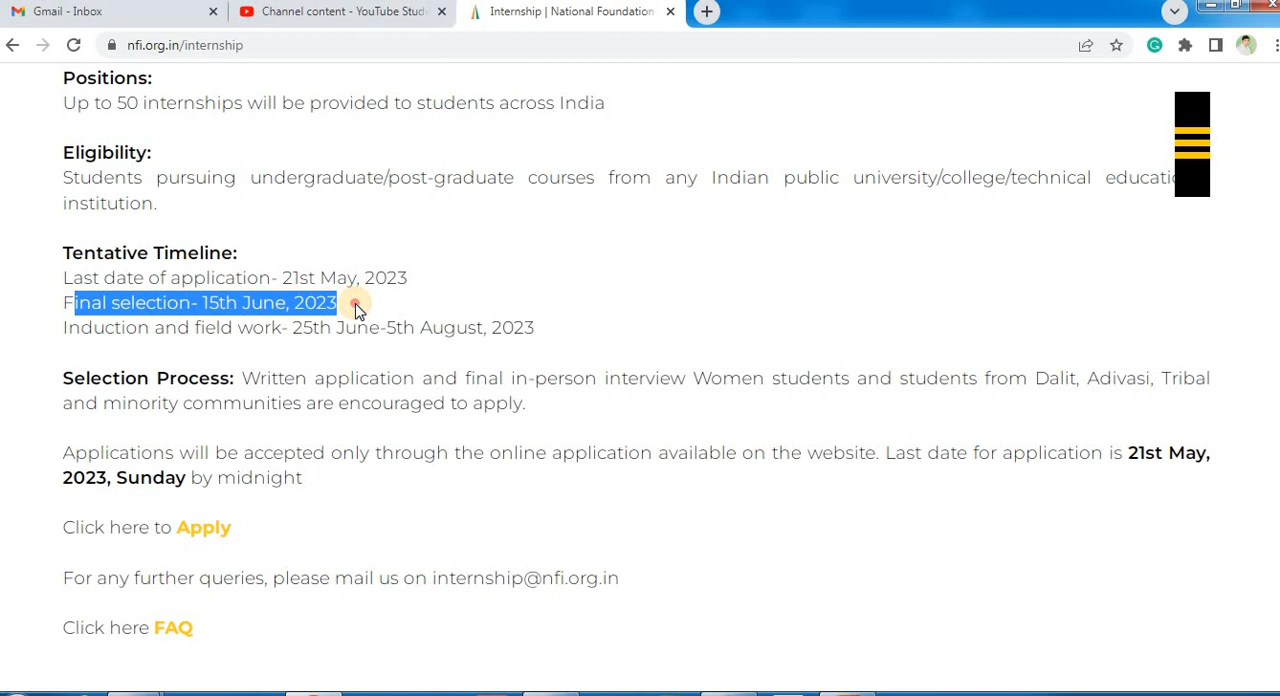 Gmail - Inbox
Channel content - YouTube Studi
Internship | National Foundation
nfi.org.in/internship
Positions:
Up to 50 internships will be provided to students across India
Eligibility:
Students pursuing undergraduate/post-graduate courses from any Indian public university/college/technical educatio
institution.
Tentative Timeline:
Last date of application- 21st May, 2023
Final selection- 15th June, 2023
Induction and field work- 25th June-5th August, 2023
Selection Process: Written application and final in-person interview Women students and students from Dalit, Adivasi, Tribal
and minority communities are encouraged to apply.
Applications will be accepted only through the online application available on the website. Last date for application is 21st May,
2023, Sunday by midnight
Click here to Apply
For any further queries, please mail us on internship@nfi.org.in
Click here FAQ